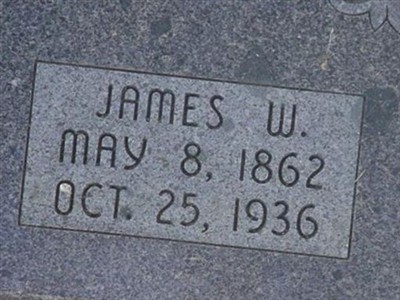 JAMES W.
MAY 8, 1862
OCT. 25, 1936